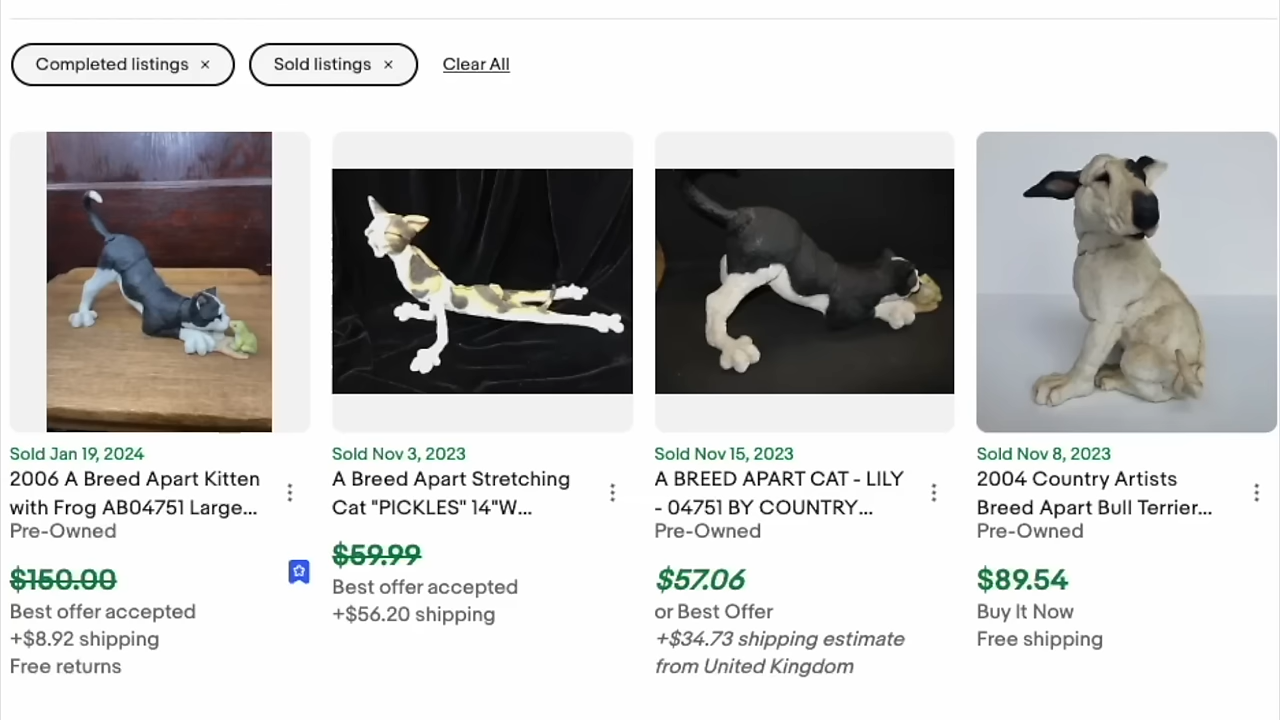 Completed listings ×
Sold listings ×
Clear All
Sold Jan 19, 2024
2006 A Breed Apart Kitten
with Frog AB04751 Large...
Pre-Owned
$150.00
Best offer accepted
+$8.92 shipping
Free returns
Sold Nov 3, 2023
A Breed Apart Stretching
Cat "PICKLES" 14"W...
$59.99
Best offer accepted
+$56.20 shipping
Sold Nov 15, 2023
A BREED APART CAT - LILY
- 04751 BY COUNTRY...
Pre-Owned
$57.06
or Best Offer
+$34.73 shipping estimate
from United Kingdom
Sold Nov 8, 2023
2004 Country Artists
Breed Apart Bull Terrier...
Pre-Owned
$89.54
Buy It Now
Free shipping